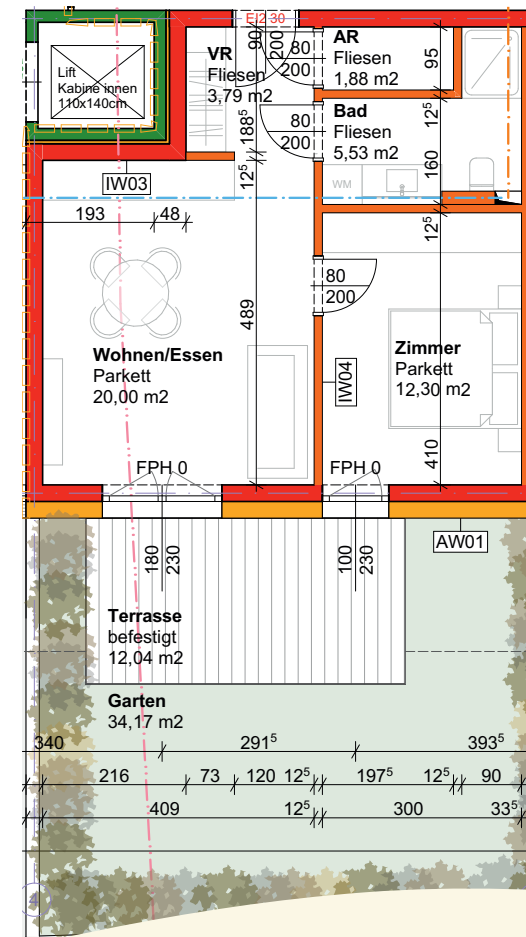 EI2 30
Lift
Kabine innen
110x140cm
VR
Fliesen
3,79 m2
90
200
80
200
AR
Fliesen
1,88 m2
95
Bad
Fliesen
5,53 m2
80
200
188⁵
12⁵
12⁵
160
WM
IW03
193
48
12⁵
80
200
489
Wohnen/Essen
Parkett
20,00 m2
Zimmer
Parkett
12,30 m2
IW04
410
FPH 0
FPH 0
AW01
180
230
100
230
Terrasse
befestigt
12,04 m2
Garten
34,17 m2
340
291⁵
393⁵
216
73
120
12⁵
197⁵
12⁵
90
409
12⁵
300
33⁵
4